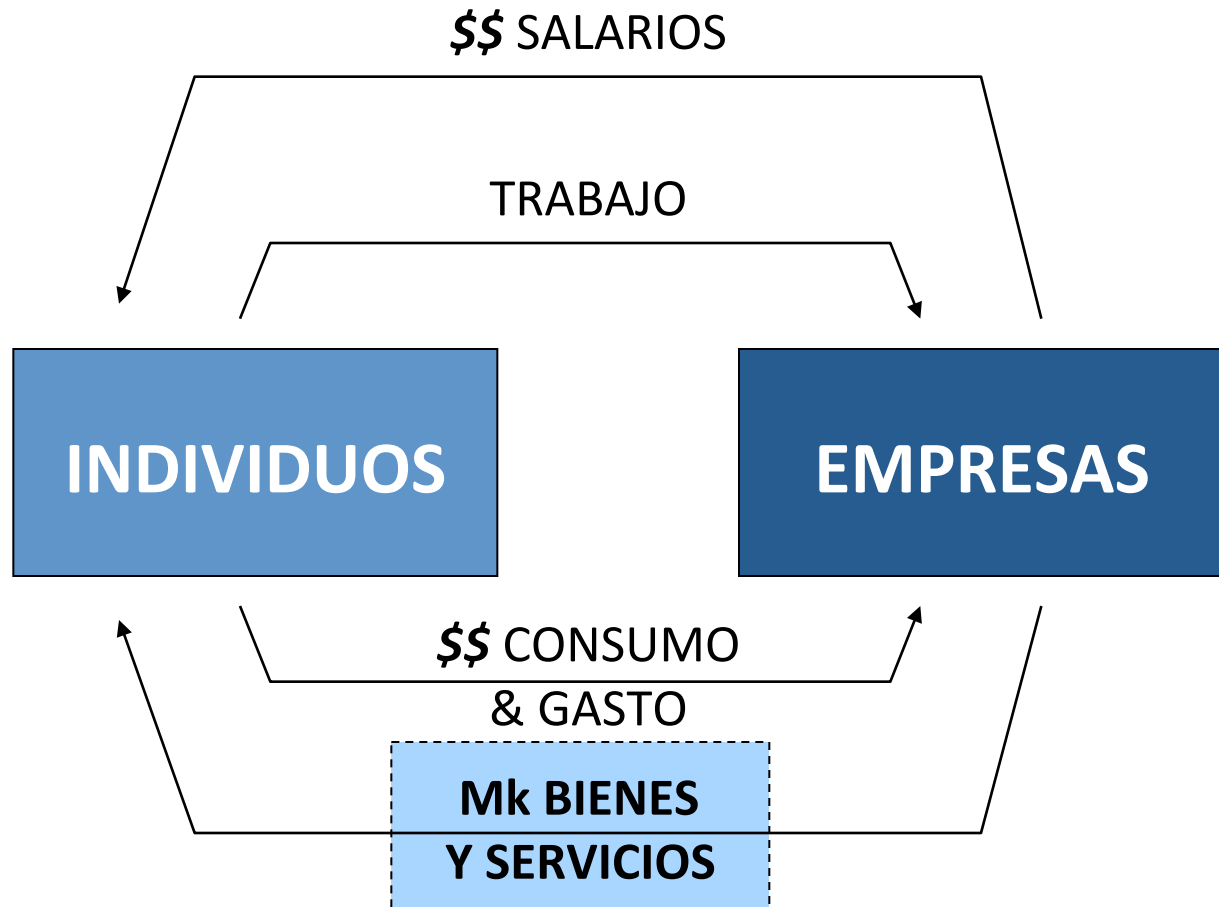 $$ SALARIOS
TRABAJO
INDIVIDUOS
EMPRESAS
$$ CONSUMO
& GASTO
Mk BIENES
Y SERVICIOS